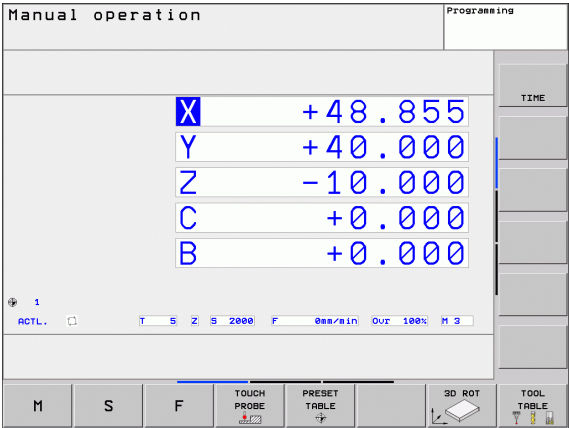 Manual operation
Programming
TIME
X +48.855
Y +40.000
Z -10.000
C +0.000
B +0.000
1
ACTL. T 5 Z S 2000 F 0mm/min Ovr 100% M 3
M S F TOUCH PROBE PRESET TABLE 3D ROT TOOL TABLE